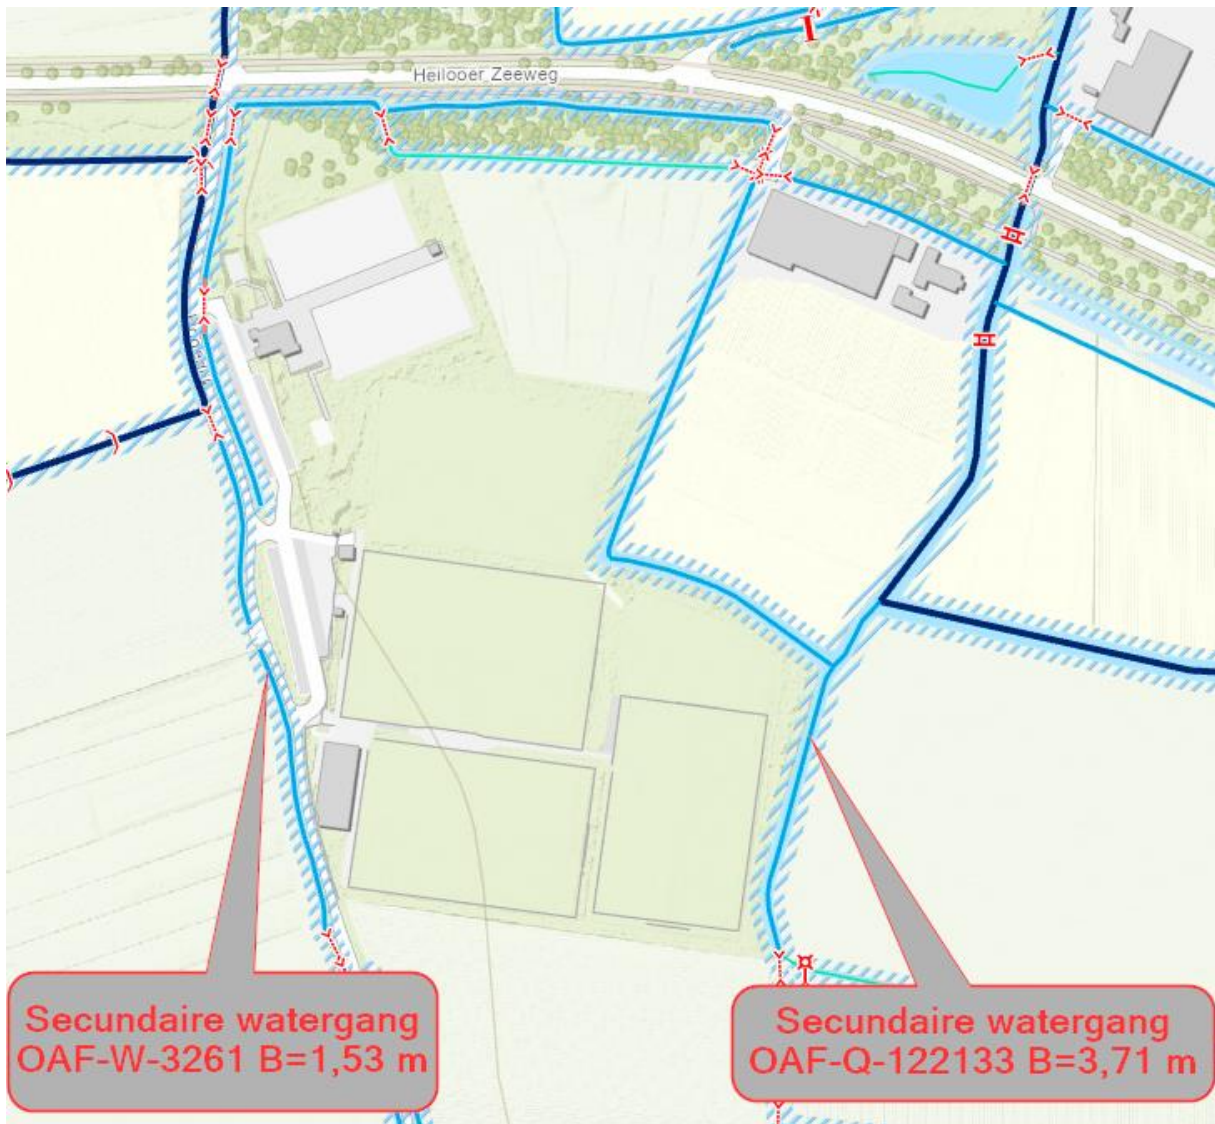 Heilooer Zeeweg
Secundaire watergang
OAF-W-3261 B=1,53 m
Secundaire watergang
OAF-Q-122133 B=3,71 m